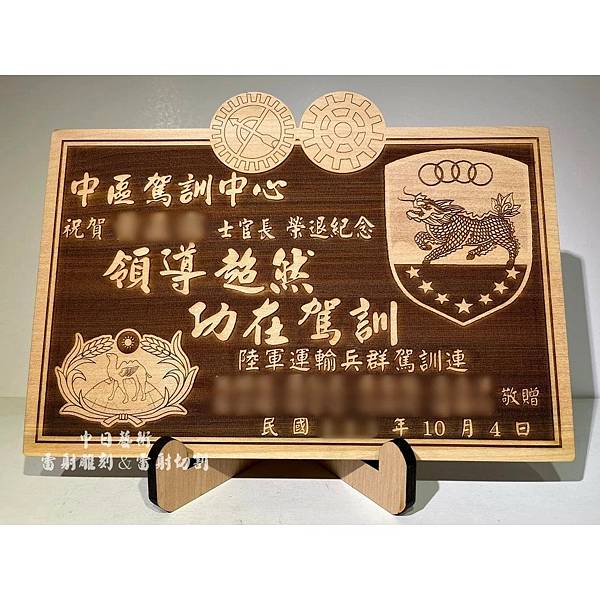 中區駕訓中心
祝賀 士官長 榮退紀念
領導超然
功在駕訓
陸軍運輸兵群駕訓連
敬贈
民國 年 10 月 4 日
中日藝術
雷射雕刻&雷射切割